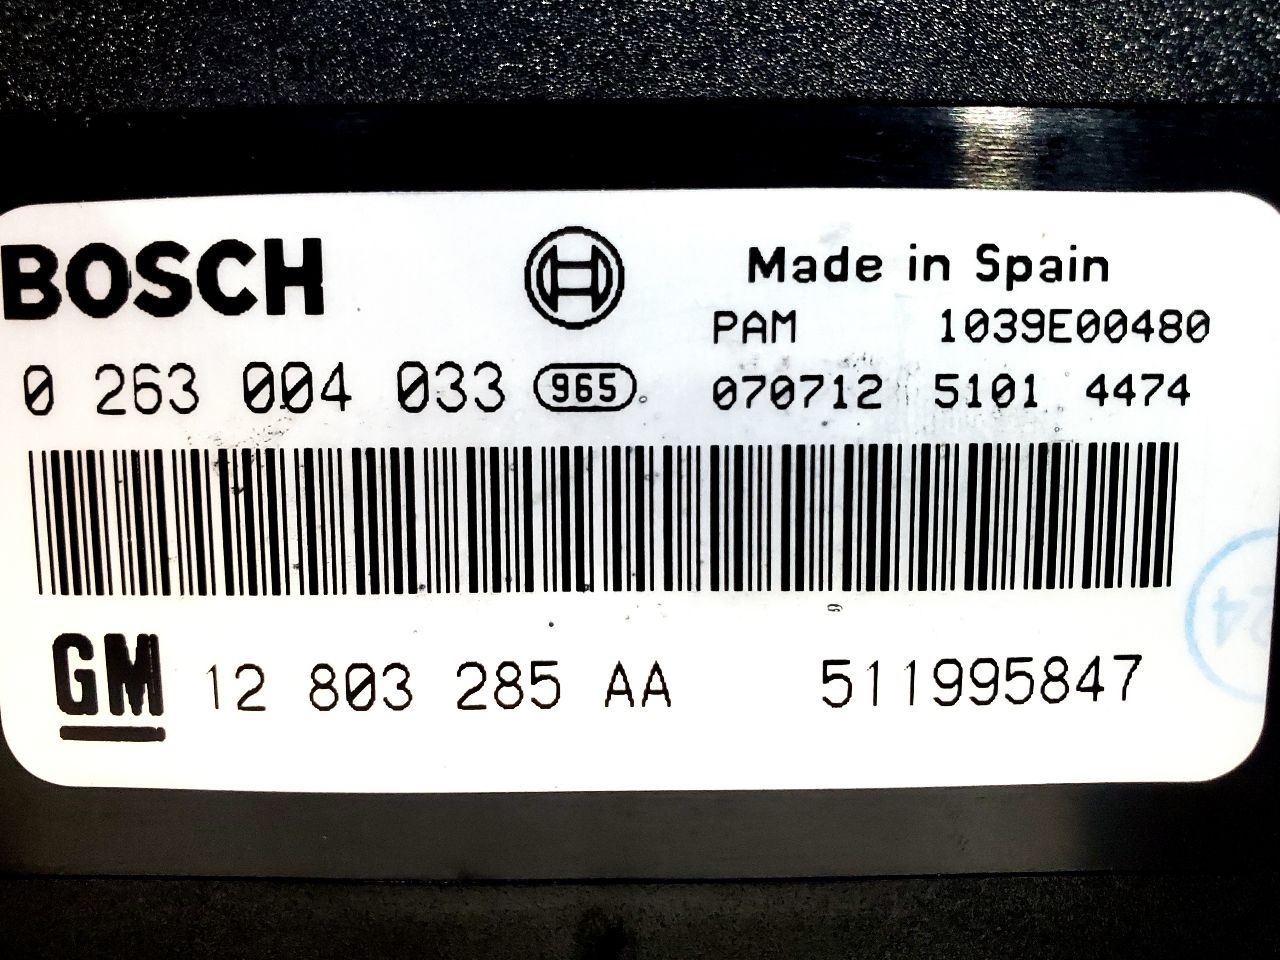 BOSCH
Made in Spain
PAM 1039E00480
0 263 004 033 965
070712 5101 4474
GM 12 803 285 AA 511995847
24